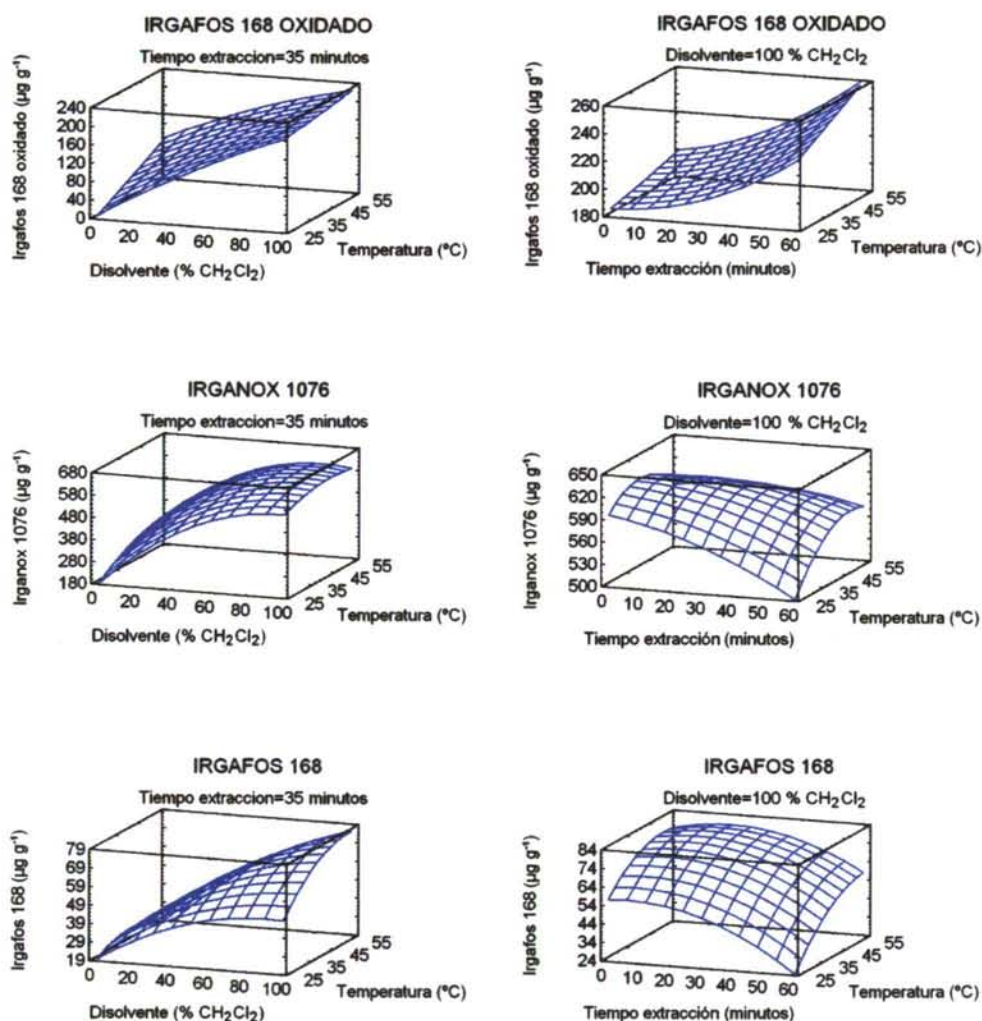 IRGAFOS 168 OXIDADO
Tiempo extraccion=35 minutos
Irgafos 168 oxidado (µg g⁻¹)
240
200
160
120
80
40
0
0 20 40 60 80 100
Disolvente (% CH₂Cl₂)
25 35 45 55
Temperatura (°C)
IRGAFOS 168 OXIDADO
Disolvente=100 % CH₂Cl₂
Irgafos 168 oxidado (µg g⁻¹)
260
240
220
200
180
0 10 20 30 40 50 60
Tiempo extracción (minutos)
25 35 45 55
Temperatura (°C)
IRGANOX 1076
Tiempo extraccion=35 minutos
Irganox 1076 (µg g⁻¹)
680
580
480
380
280
180
0 20 40 60 80 100
Disolvente (% CH₂Cl₂)
25 35 45 55
Temperatura (°C)
IRGANOX 1076
Disolvente=100 % CH₂Cl₂
Irganox 1076 (µg g⁻¹)
650
620
590
560
530
500
0 10 20 30 40 50 60
Tiempo extracción (minutos)
25 35 45 55
Temperatura (°C)
IRGAFOS 168
Tiempo extraccion=35 minutos
Irgafos 168 (µg g⁻¹)
79
69
59
49
39
29
19
0 20 40 60 80 100
Disolvente (% CH₂Cl₂)
25 35 45 55
Temperatura (°C)
IRGAFOS 168
Disolvente=100 % CH₂Cl₂
Irgafos 168 (µg g⁻¹)
84
74
64
54
44
34
24
0 10 20 30 40 50 60
Tiempo extracción (minutos)
25 35 45 55
Temperatura (°C)